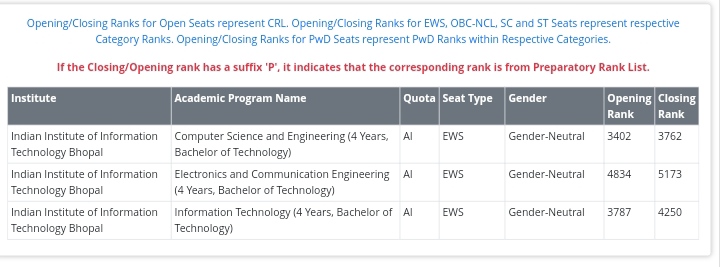 Opening/Closing Ranks for Open Seats represent CRL. Opening/Closing Ranks for EWS, OBC-NCL, SC and ST Seats represent respective
Category Ranks. Opening/Closing Ranks for PwD Seats represent PwD Ranks within Respective Categories.
If the Closing/Opening rank has a suffix 'P', it indicates that the corresponding rank is from Preparatory Rank List.
Institute Academic Program Name Quota Seat Type Gender Opening Closing
Rank Rank
Indian Institute of Information Computer Science and Engineering (4 Years, AI EWS Gender-Neutral 3402 3762
Technology Bhopal Bachelor of Technology)
Indian Institute of Information Electronics and Communication Engineering AI EWS Gender-Neutral 4834 5173
Technology Bhopal (4 Years, Bachelor of Technology)
Indian Institute of Information Information Technology (4 Years, Bachelor of AI EWS Gender-Neutral 3787 4250
Technology Bhopal Technology)